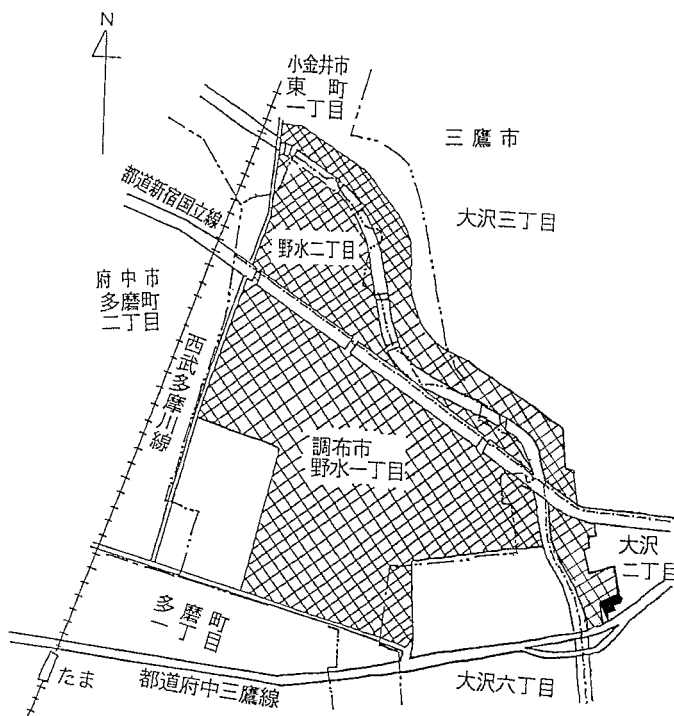 N
小金井市
東町
一丁目
三鷹市
都道新宿国立線
大沢三丁目
野水二丁目
府中市
多磨町
二丁目
西武多摩川線
調布市
野水一丁目
大沢
二丁目
多磨町
一丁目
たま
都道府中三鷹線
大沢六丁目